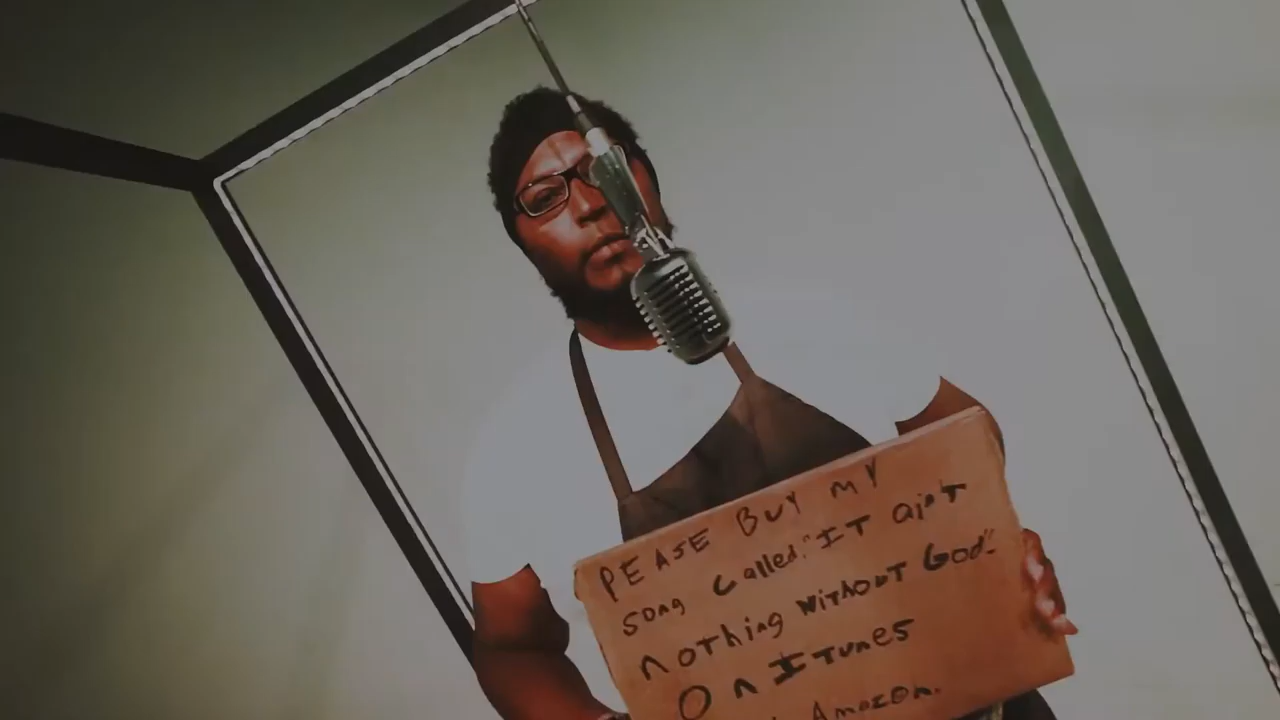 PEASE BUY MY
song Called."IT ain't
nothing WITHOUT God".
On ITunes
Amazon.